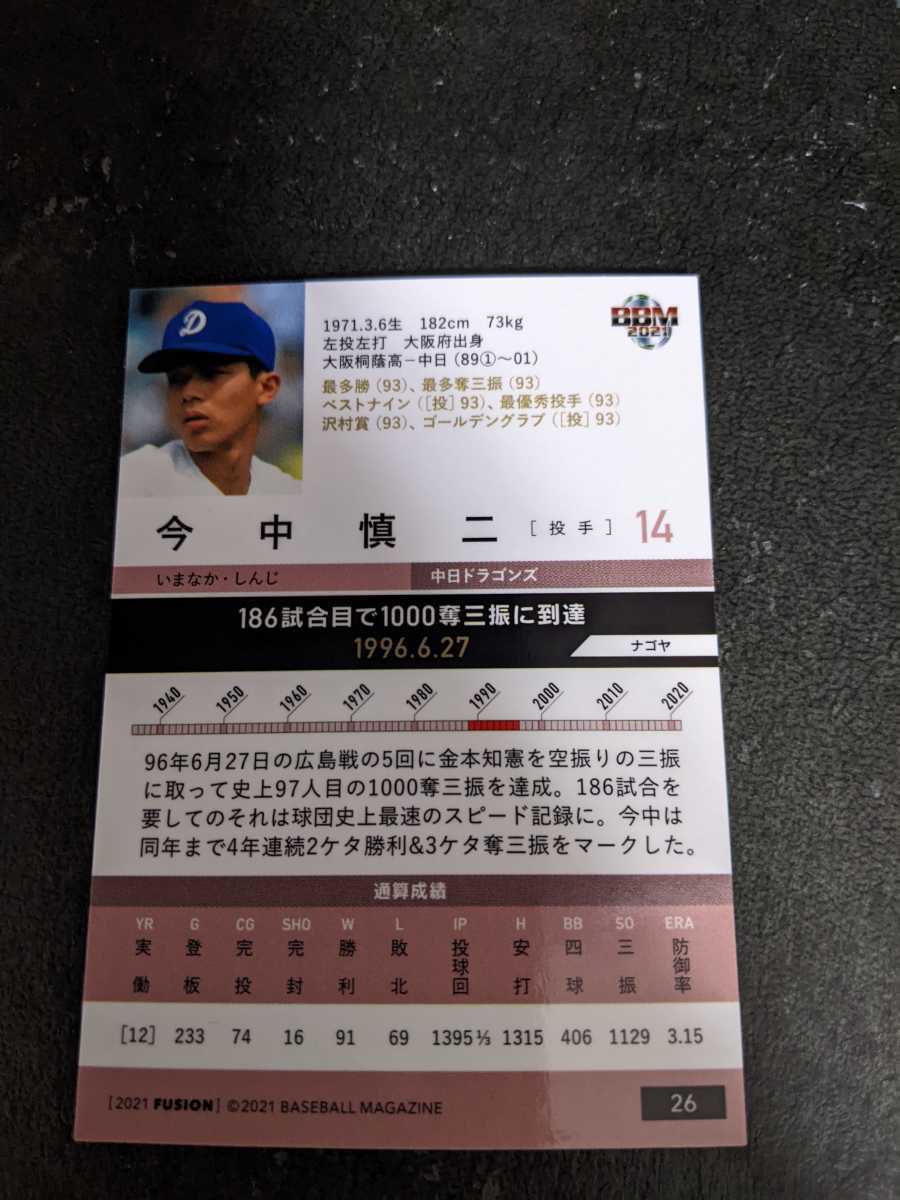 D
BBM
2021
1971.3.6生 182cm 73kg
左投左打 大阪府出身
大阪桐蔭高－中日（89①～01）
最多勝（93）、最多奪三振（93）
ベストナイン（[投] 93）、最優秀投手（93）
沢村賞（93）、ゴールデングラブ（[投] 93）
今中慎二 [投手] 14
いまなか・しんじ 中日ドラゴンズ
186試合目で1000奪三振に到達
1996.6.27 ナゴヤ
1940 1950 1960 1970 1980 1990 2000 2010 2020
96年6月27日の広島戦の5回に金本知憲を空振りの三振
に取って史上97人目の1000奪三振を達成。186試合を
要してのそれは球団史上最速のスピード記録に。今中は
同年まで4年連続2ケタ勝利&3ケタ奪三振をマークした。
通算成績
YR G CG SHO W L IP H BB SO ERA
実働 登板 完投 完封 勝利 敗北 投球回 安打 四球 三振 防御率
[12] 233 74 16 91 69 1395 ⅓ 1315 406 1129 3.15
[2021 FUSION] ©2021 BASEBALL MAGAZINE 26